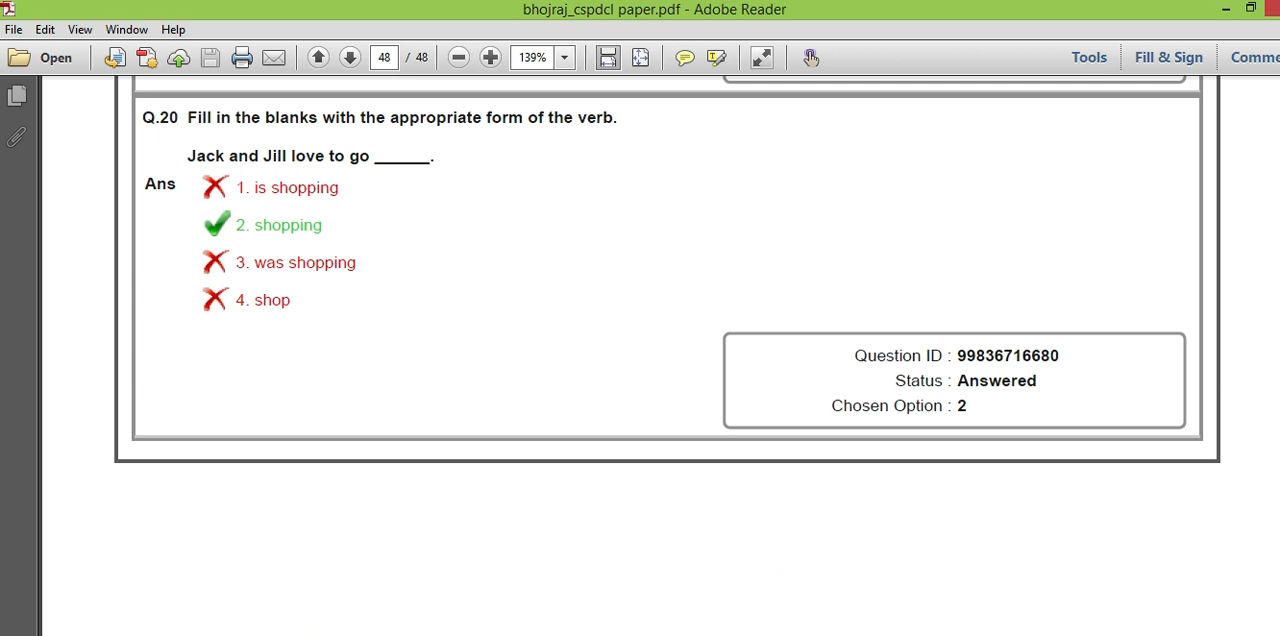 bhojraj_cspdcl paper.pdf - Adobe Reader
File Edit View Window Help
Open 48 / 48 139% Tools Fill & Sign Comme
Q.20 Fill in the blanks with the appropriate form of the verb.
Jack and Jill love to go ______.
Ans 1. is shopping
2. shopping
3. was shopping
4. shop
Question ID : 99836716680
Status : Answered
Chosen Option : 2